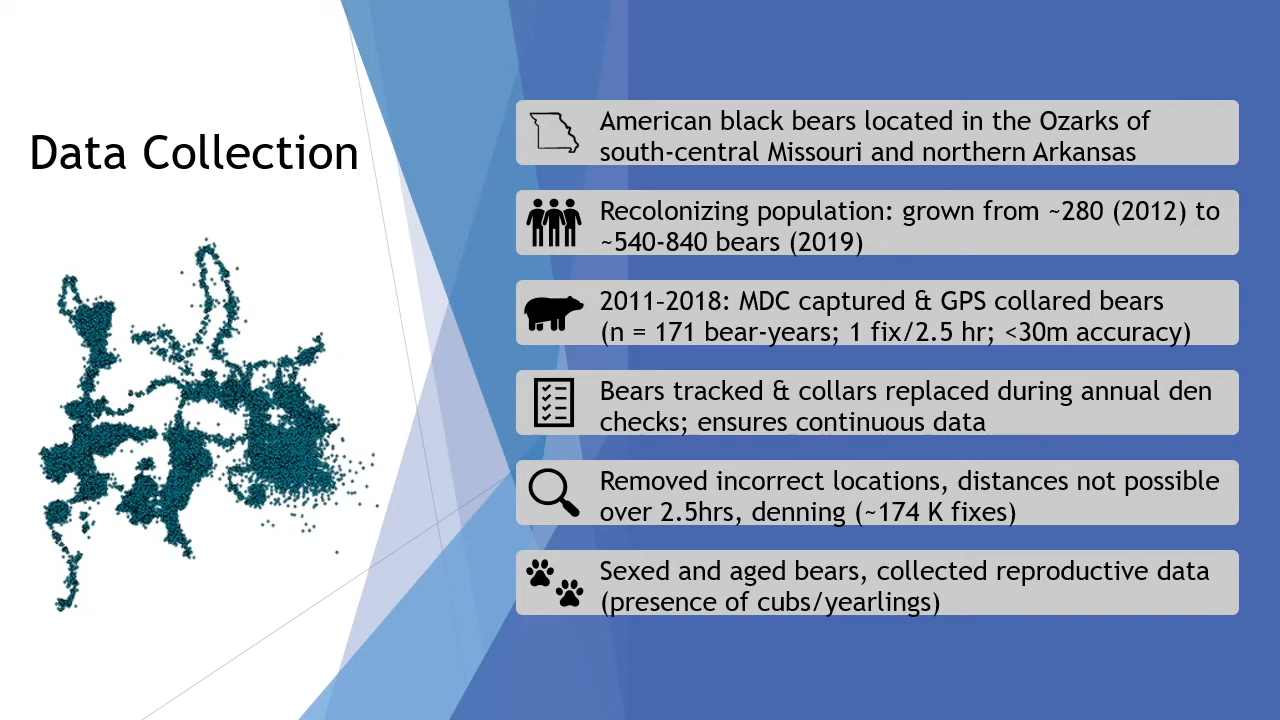 Data Collection
American black bears located in the Ozarks of
south-central Missouri and northern Arkansas
Recolonizing population: grown from ~280 (2012) to
~540-840 bears (2019)
2011–2018: MDC captured & GPS collared bears
(n = 171 bear-years; 1 fix/2.5 hr; <30m accuracy)
Bears tracked & collars replaced during annual den
checks; ensures continuous data
Removed incorrect locations, distances not possible
over 2.5hrs, denning (~174 K fixes)
Sexed and aged bears, collected reproductive data
(presence of cubs/yearlings)